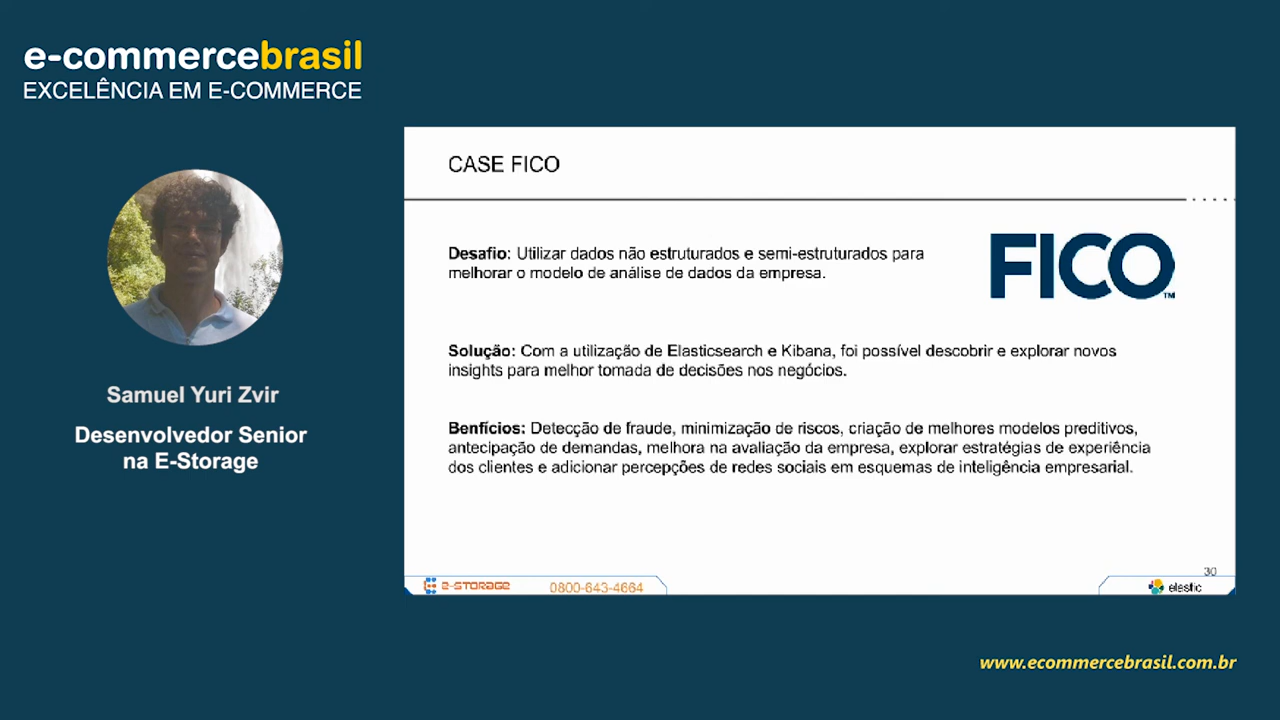 e-commercebrasil
EXCELÊNCIA EM E-COMMERCE
CASE FICO
Desafio: Utilizar dados não estruturados e semi-estruturados para
melhorar o modelo de análise de dados da empresa.
FICO™
Solução: Com a utilização de Elasticsearch e Kibana, foi possível descobrir e explorar novos
insights para melhor tomada de decisões nos negócios.
Benfícios: Detecção de fraude, minimização de riscos, criação de melhores modelos preditivos,
antecipação de demandas, melhora na avaliação da empresa, explorar estratégias de experiência
dos clientes e adicionar percepções de redes sociais em esquemas de inteligência empresarial.
Samuel Yuri Zvir
Desenvolvedor Senior
na E-Storage
30
E-STORAGE
0800-643-4664
elastic
www.ecommercebrasil.com.br